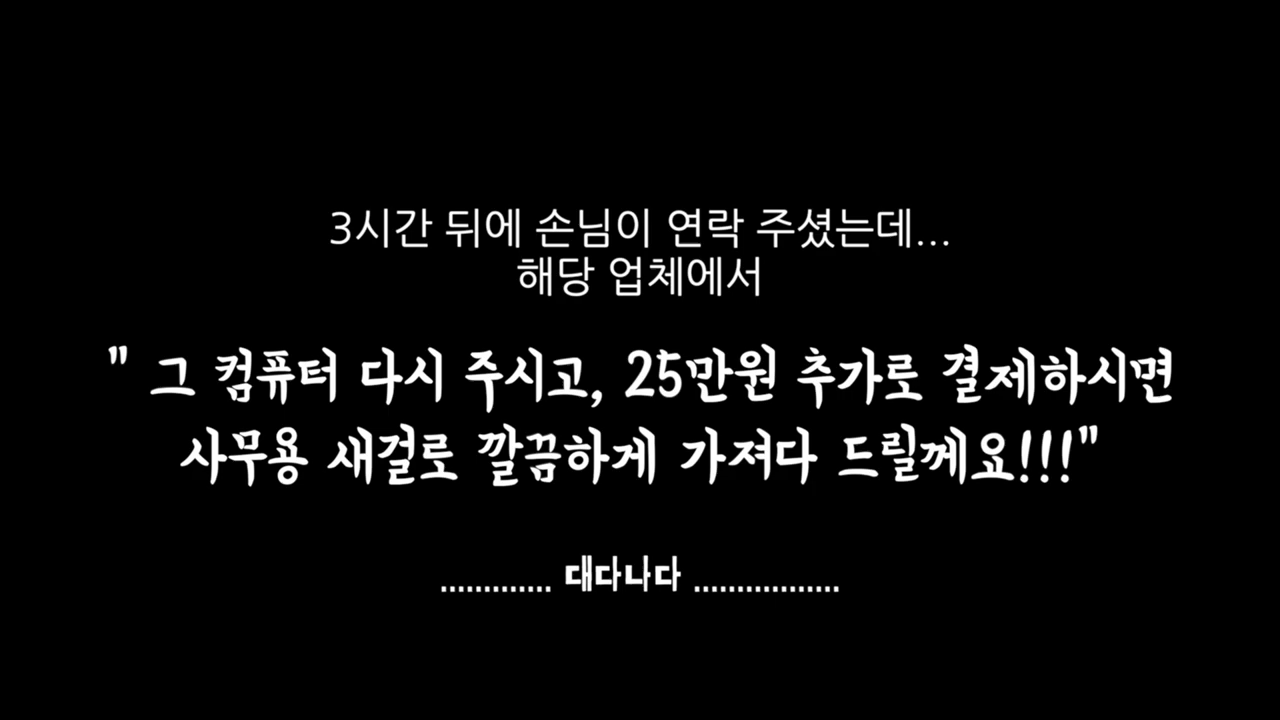 3시간 뒤에 손님이 연락 주셨는데...
해당 업체에서
" 그 컴퓨터 다시 주시고, 25만원 추가로 결제하시면
사무용 새걸로 깔끔하게 가져다 드릴께요!!!"
............. 대다나다 .................